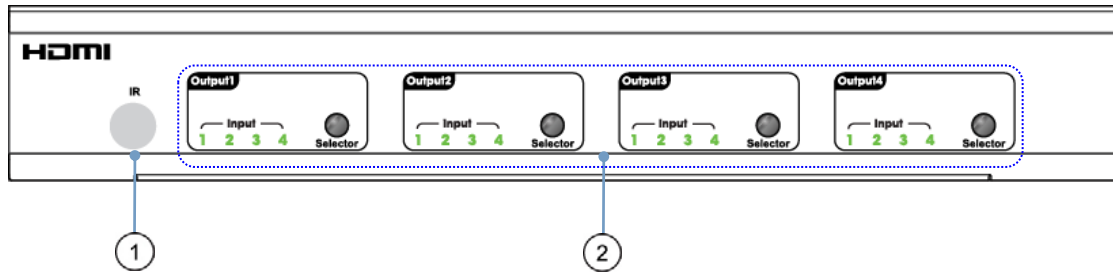 HDMI
IR
Output1 Output2 Output3 Output4
Input Input Input Input
1 2 3 4 Selector 1 2 3 4 Selector 1 2 3 4 Selector 1 2 3 4 Selector
1 2